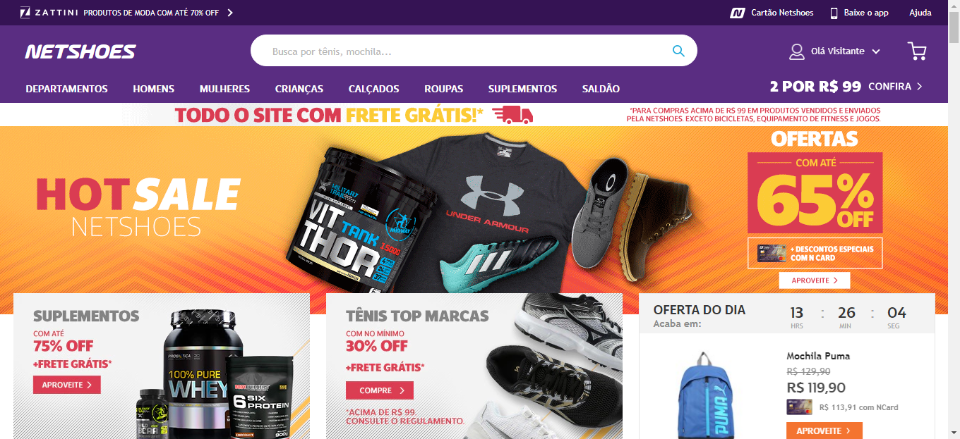 ZATTINI PRODUTOS DE MODA COM ATÉ 70% OFF
Cartão Netshoes
Baixe o app
Ajuda
NETSHOES
Busca por tênis, mochila...
Olá Visitante
DEPARTAMENTOS HOMENS MULHERES CRIANÇAS CALÇADOS ROUPAS SUPLEMENTOS SALDÃO
2 POR R$ 99 CONFIRA
TODO O SITE COM FRETE GRÁTIS!*
*PARA COMPRAS ACIMA DE R$ 99 EM PRODUTOS VENDIDOS E ENVIADOS
PELA NETSHOES. EXCETO BICICLETAS, EQUIPAMENTO DE FITNESS E JOGOS.
HOT SALE
NETSHOES
MILITARY
TRAIL
VIT
TANK
THOR
UNDER ARMOUR
OFERTAS
COM ATÉ
65%
OFF
+ DESCONTOS ESPECIAIS
COM N CARD
APROVEITE
SUPLEMENTOS
COM ATÉ
75% OFF
+FRETE GRÁTIS*
APROVEITE
100% PURE
WHEY
6 SIX
PROTEIN
TÊNIS TOP MARCAS
COM NO MÍNIMO
30% OFF
+FRETE GRÁTIS*
COMPRE
*ACIMA DE R$ 99.
CONSULTE O REGULAMENTO.
OFERTA DO DIA
Acaba em:
13 : 26 : 04
HRS MIN SEG
Mochila Puma
R$ 129,90
R$ 119,90
R$ 113,91 com NCard
APROVEITE
PUMA